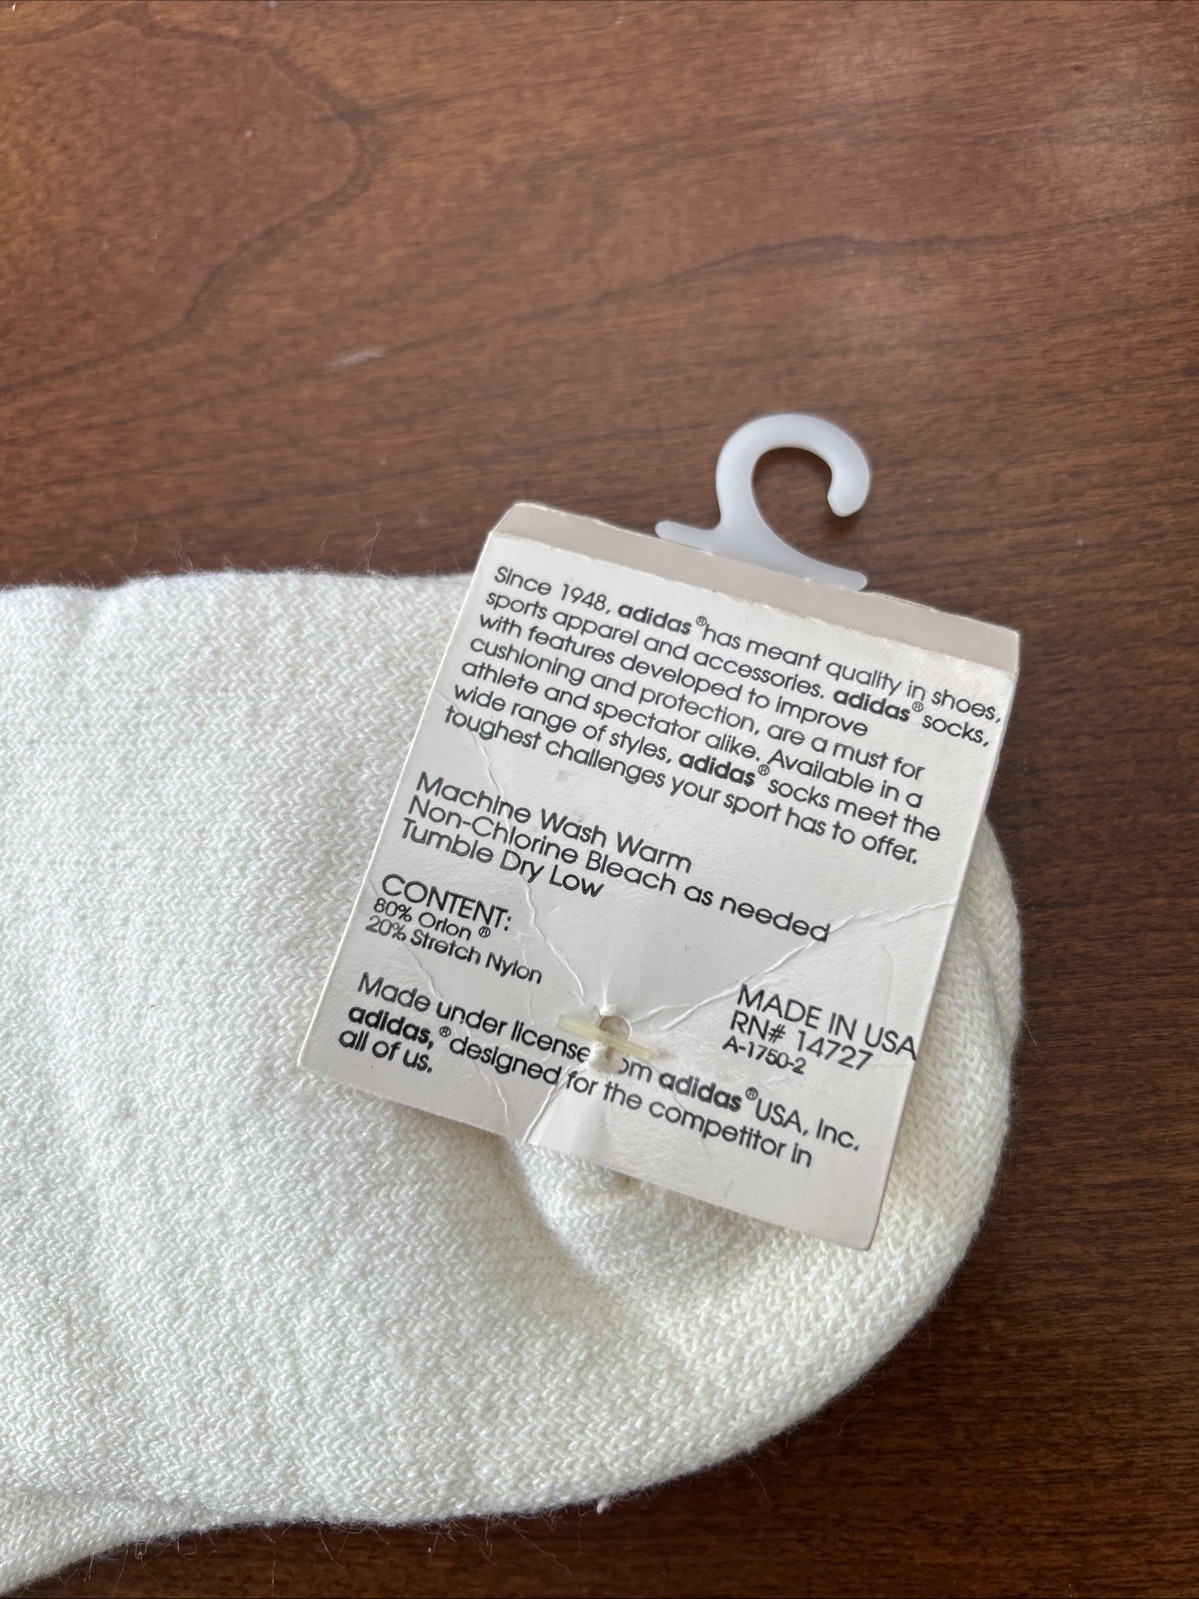 Since 1948, adidas® has meant quality in shoes,
sports apparel and accessories. adidas® socks,
with features developed to improve
cushioning and protection, are a must for
athlete and spectator alike. Available in a
wide range of styles, adidas® socks meet the
toughest challenges your sport has to offer.
Machine Wash Warm
Non-Chlorine Bleach as needed
Tumble Dry Low
CONTENT:
80% Orlon®
20% Stretch Nylon
MADE IN USA
RN# 14727
A-1750-2
Made under license om adidas® USA, Inc.
adidas,® designed for the competitor in
all of us.